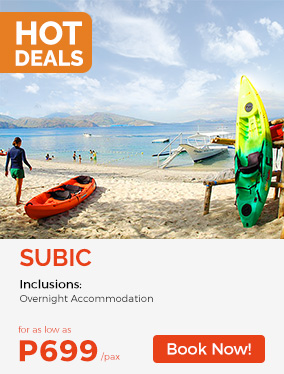 HOT
DEALS
SUBIC
Inclusions:
Overnight Accommodation
for as low as
P699 /pax
Book Now!